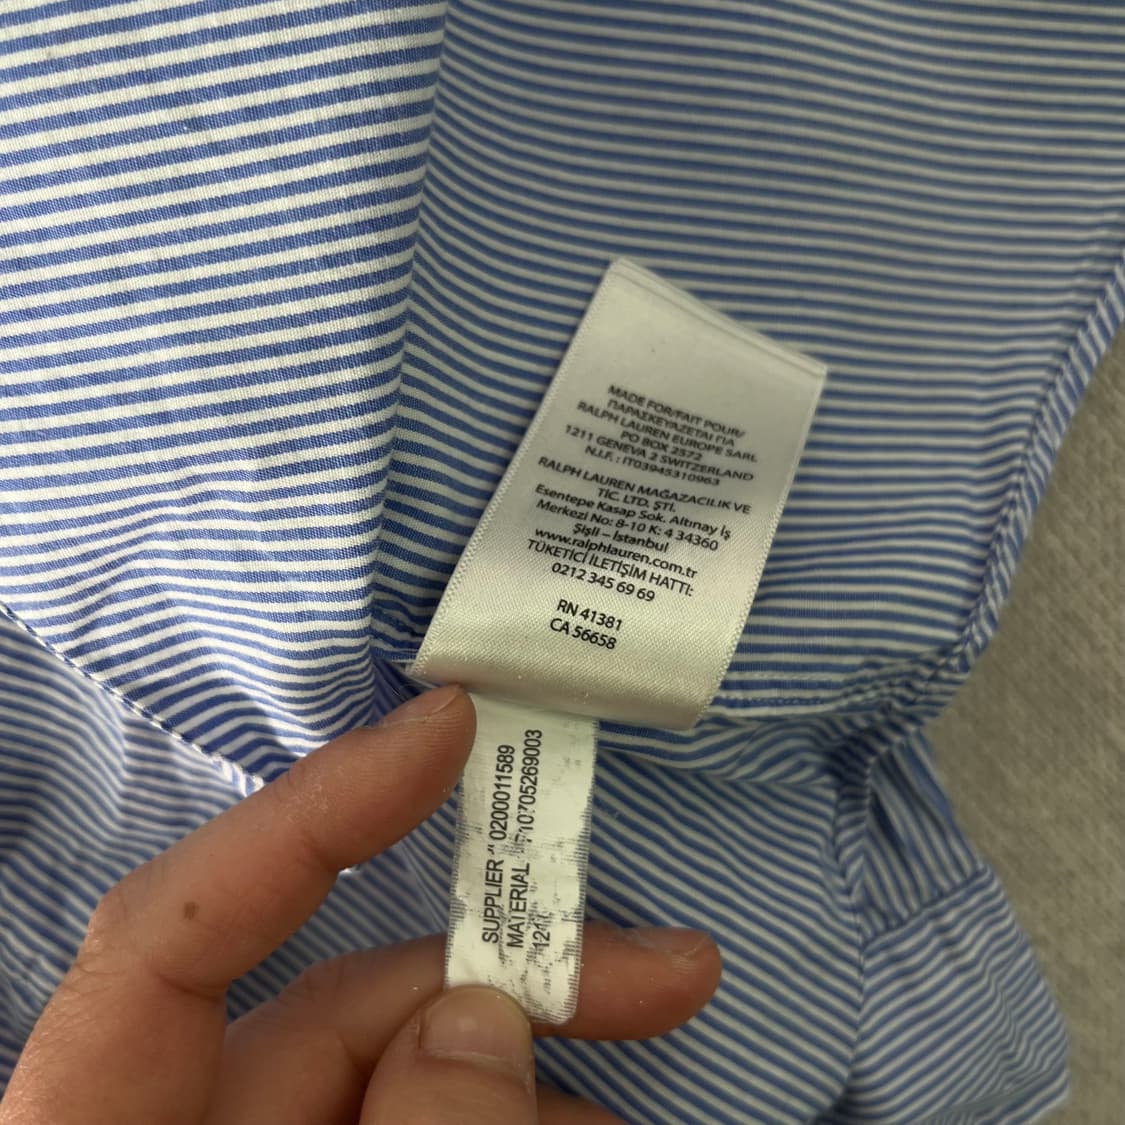 MADE FOR/FAIT POUR/
ΠΑΡΑΣΚΕΥΑΖΕΤΑΙ ΓΙΑ
RALPH LAUREN EUROPE SARL
PO BOX 2572
1211 GENEVA 2 SWITZERLAND
N.I.F. : IT03945310963
RALPH LAUREN MAĞAZACILIK VE
TİC. LTD. ŞTİ.
Esentepe Kasap Sok. Altınay İş
Merkezi No: 8-10 K: 4 34360
Şişli – İstanbul
www.ralphlauren.com.tr
TÜKETİCİ İLETİŞİM HATTI:
0212 345 69 69
RN 41381
CA 56658
SUPPLIER 0200011589
MATERIAL 710705269003